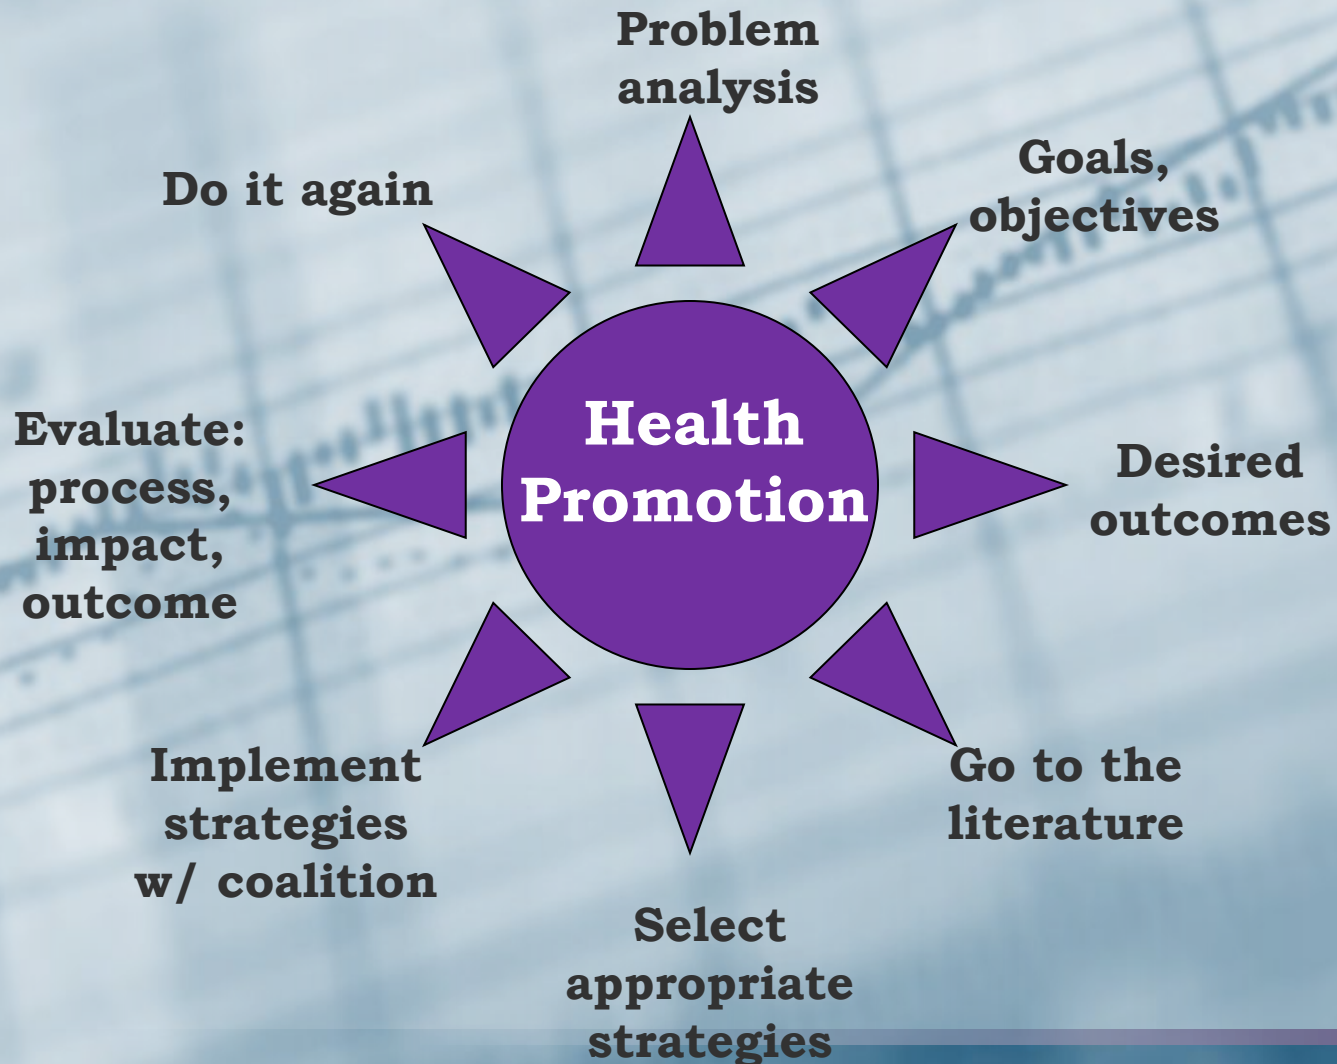 Problem
analysis
Goals,
objectives
Desired
outcomes
Go to the
literature
Select
appropriate
strategies
Implement
strategies
w/ coalition
Evaluate:
process,
impact,
outcome
Do it again
Health
Promotion